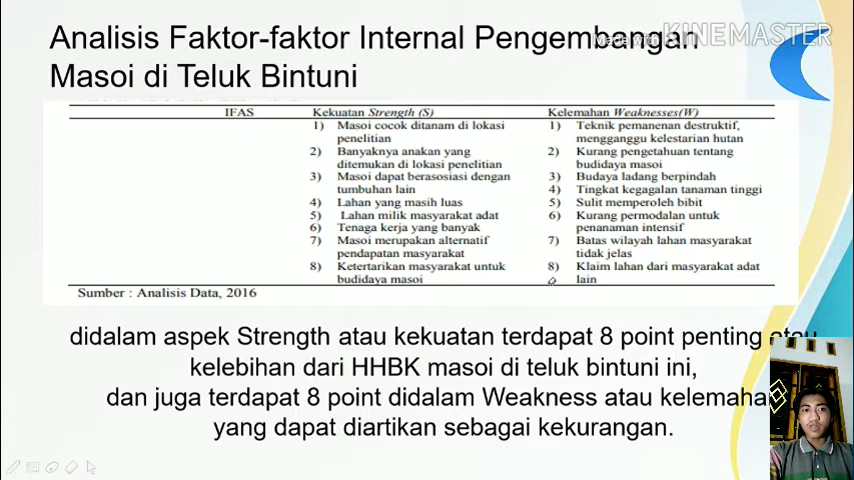 Analisis Faktor-faktor Internal Pengembangan
Masoi di Teluk Bintuni
Made with KINEMASTER
IFAS
Kekuatan Strength (S)
1) Masoi cocok ditanam di lokasi
penelitian
2) Banyaknya anakan yang
ditemukan di lokasi penelitian
3) Masoi dapat berasosiasi dengan
tumbuhan lain
4) Lahan yang masih luas
5) Lahan milik masyarakat adat
6) Tenaga kerja yang banyak
7) Masoi merupakan alternatif
pendapatan masyarakat
8) Ketertarikan masyarakat untuk
budidaya masoi
Kelemahan Weaknesses(W)
1) Teknik pemanenan destruktif,
mengganggu kelestarian hutan
2) Kurang pengetahuan tentang
budidaya masoi
3) Budaya ladang berpindah
4) Tingkat kegagalan tanaman tinggi
5) Sulit memperoleh bibit
6) Kurang permodalan untuk
penanaman intensif
7) Batas wilayah lahan masyarakat
tidak jelas
8) Klaim lahan dari masyarakat adat
lain
Sumber : Analisis Data, 2016
didalam aspek Strength atau kekuatan terdapat 8 point penting atau
kelebihan dari HHBK masoi di teluk bintuni ini,
dan juga terdapat 8 point didalam Weakness atau kelemahan
yang dapat diartikan sebagai kekurangan.